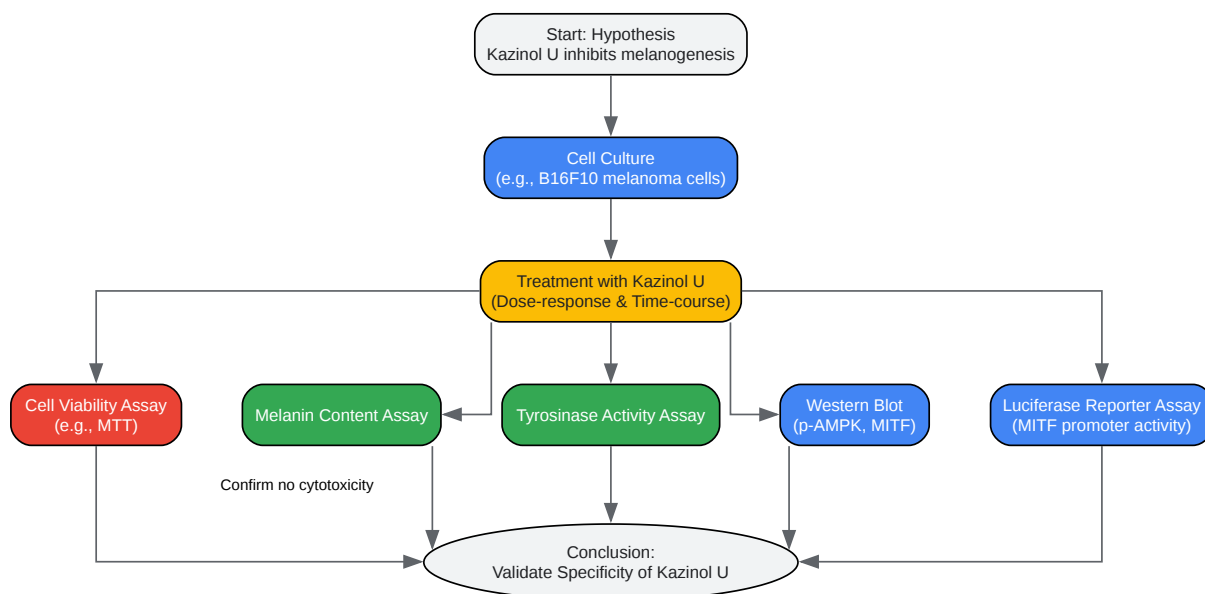 Start: Hypothesis
Kazinol U inhibits melanogenesis
Cell Culture
(e.g., B16F10 melanoma cells)
Treatment with Kazinol U
(Dose-response & Time-course)
Cell Viability Assay
(e.g., MTT)
Melanin Content Assay
Tyrosinase Activity Assay
Western Blot
(p-AMPK, MITF)
Luciferase Reporter Assay
(MITF promoter activity)
Confirm no cytotoxicity
Conclusion:
Validate Specificity of Kazinol U